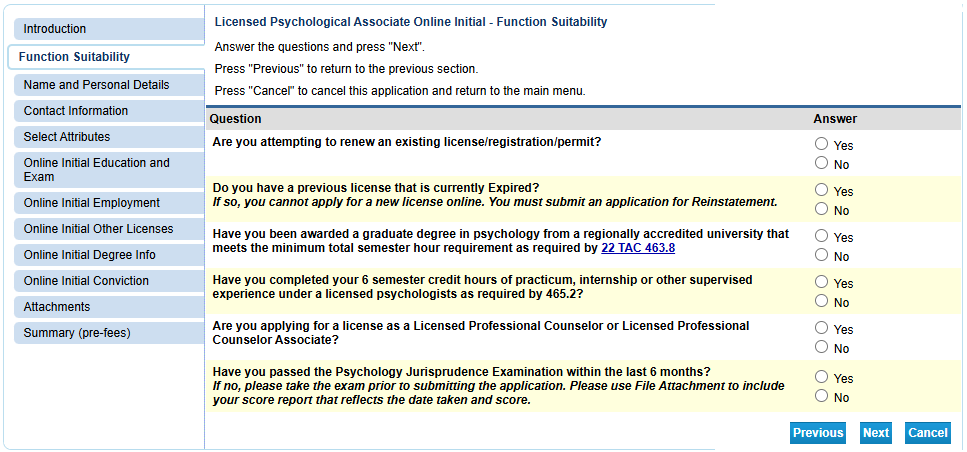 Introduction
Function Suitability
Name and Personal Details
Contact Information
Select Attributes
Online Initial Education and
Exam
Online Initial Employment
Online Initial Other Licenses
Online Initial Degree Info
Online Initial Conviction
Attachments
Summary (pre-fees)
Licensed Psychological Associate Online Initial - Function Suitability
Answer the questions and press "Next".
Press "Previous" to return to the previous section.
Press "Cancel" to cancel this application and return to the main menu.
Question Answer
Are you attempting to renew an existing license/registration/permit?
Yes
No
Do you have a previous license that is currently Expired?
If so, you cannot apply for a new license online. You must submit an application for Reinstatement.
Yes
No
Have you been awarded a graduate degree in psychology from a regionally accredited university that
meets the minimum total semester hour requirement as required by 22 TAC 463.8
Yes
No
Have you completed your 6 semester credit hours of practicum, internship or other supervised
experience under a licensed psychologists as required by 465.2?
Yes
No
Are you applying for a license as a Licensed Professional Counselor or Licensed Professional
Counselor Associate?
Yes
No
Have you passed the Psychology Jurisprudence Examination within the last 6 months?
If no, please take the exam prior to submitting the application. Please use File Attachment to include
your score report that reflects the date taken and score.
Yes
No
Previous Next Cancel